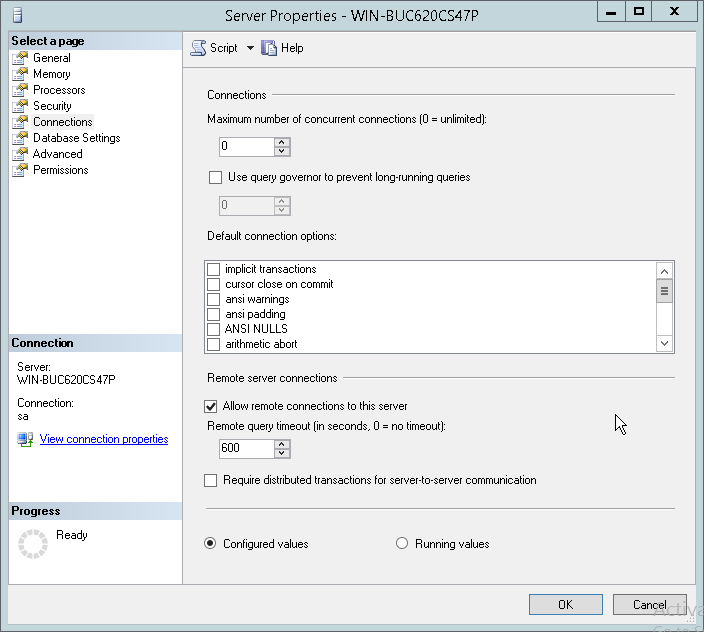 Server Properties - WIN-BUC620CS47P
Select a page
General
Memory
Processors
Security
Connections
Database Settings
Advanced
Permissions
Connection
Server:
WIN-BUC620CS47P
Connection:
sa
View connection properties
Progress
Ready
Script
Help
Connections
Maximum number of concurrent connections (0 = unlimited):
0
Use query governor to prevent long-running queries
0
Default connection options:
implicit transactions
cursor close on commit
ansi warnings
ansi padding
ANSI NULLS
arithmetic abort
Remote server connections
Allow remote connections to this server
Remote query timeout (in seconds, 0 = no timeout):
600
Require distributed transactions for server-to-server communication
Configured values
Running values
OK
Cancel